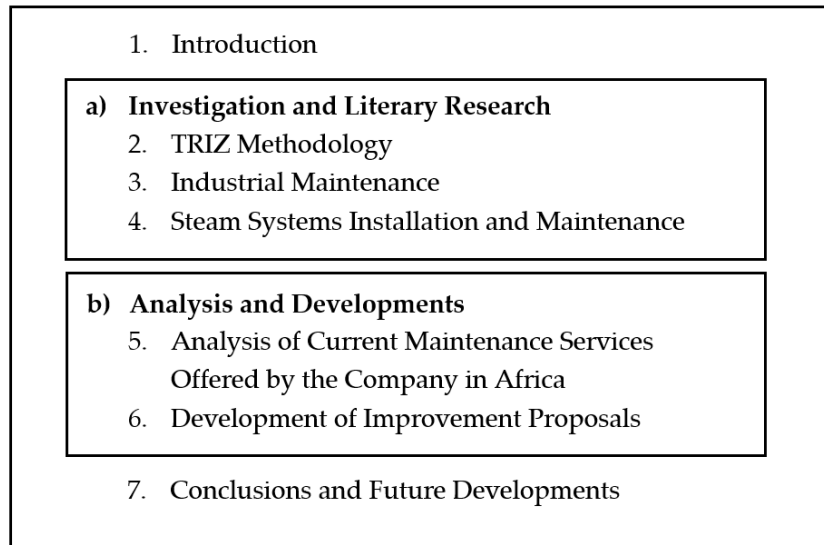 1. Introduction
a) Investigation and Literary Research
2. TRIZ Methodology
3. Industrial Maintenance
4. Steam Systems Installation and Maintenance
b) Analysis and Developments
5. Analysis of Current Maintenance Services
Offered by the Company in Africa
6. Development of Improvement Proposals
7. Conclusions and Future Developments